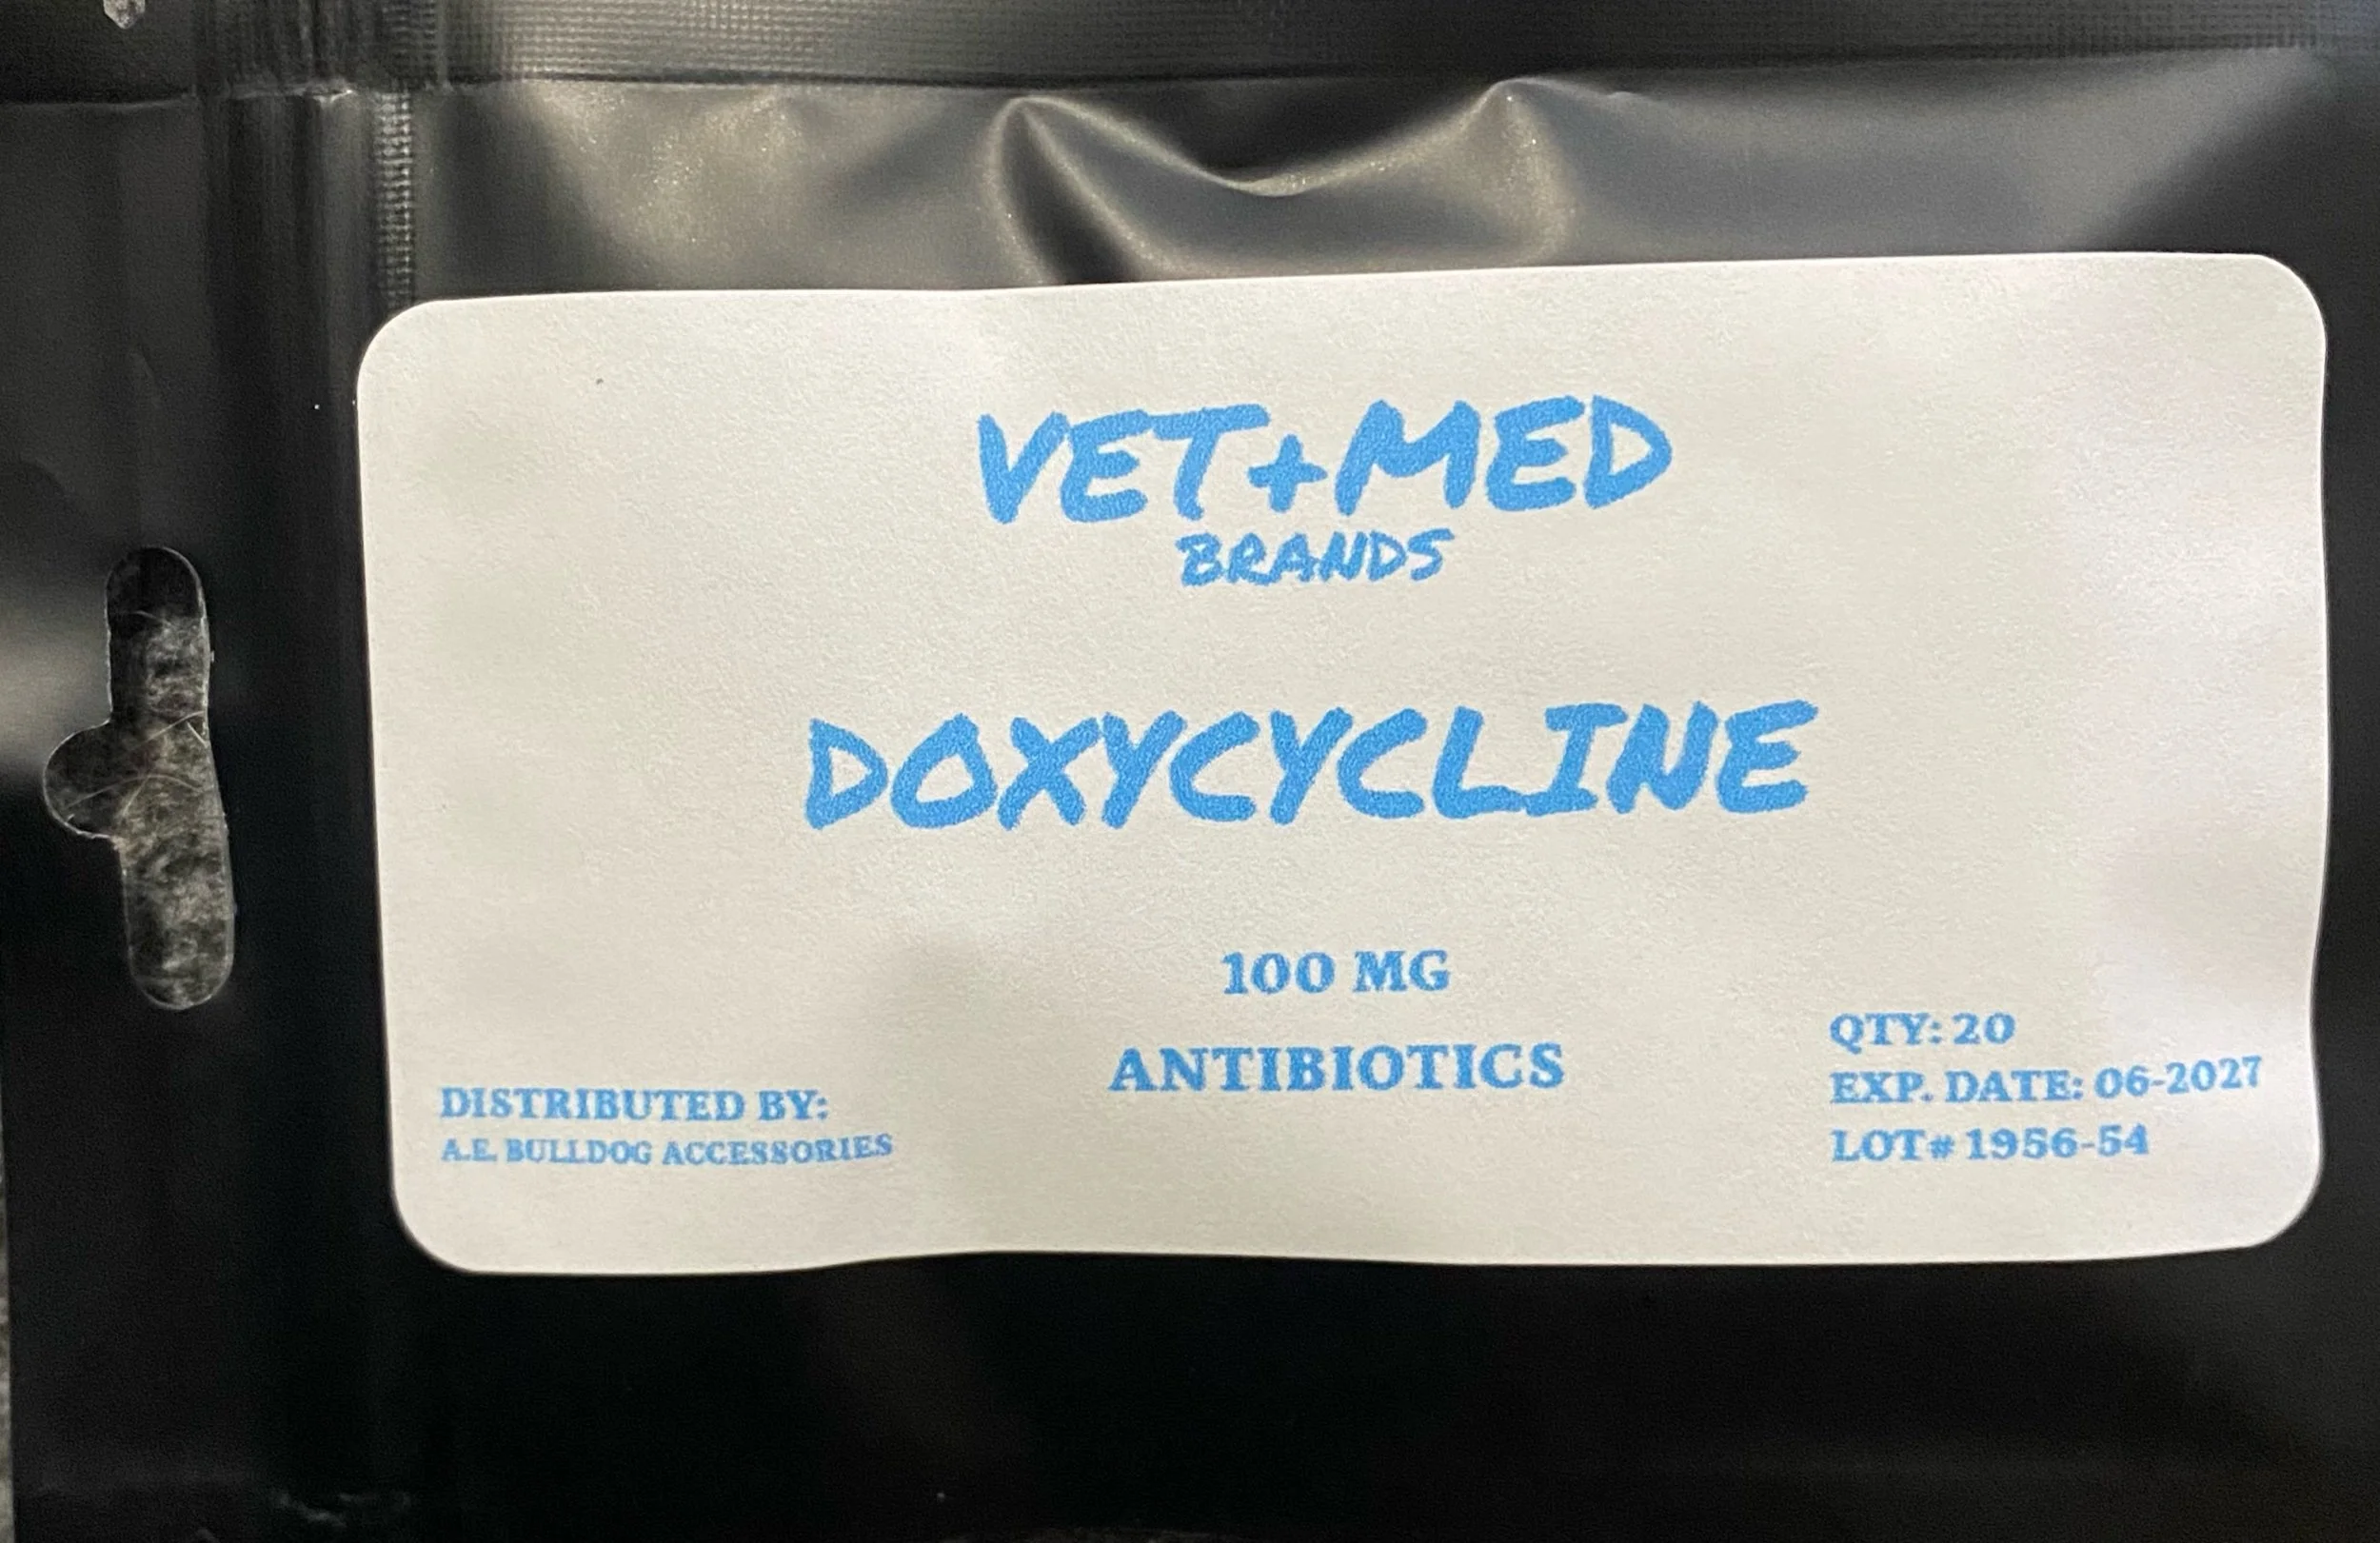 VET+MED
BRANDS
DOXYCYCLINE
100 MG
ANTIBIOTICS
DISTRIBUTED BY:
A.E. BULLDOG ACCESSORIES
QTY: 20
EXP. DATE: 06-2027
LOT# 1956-54